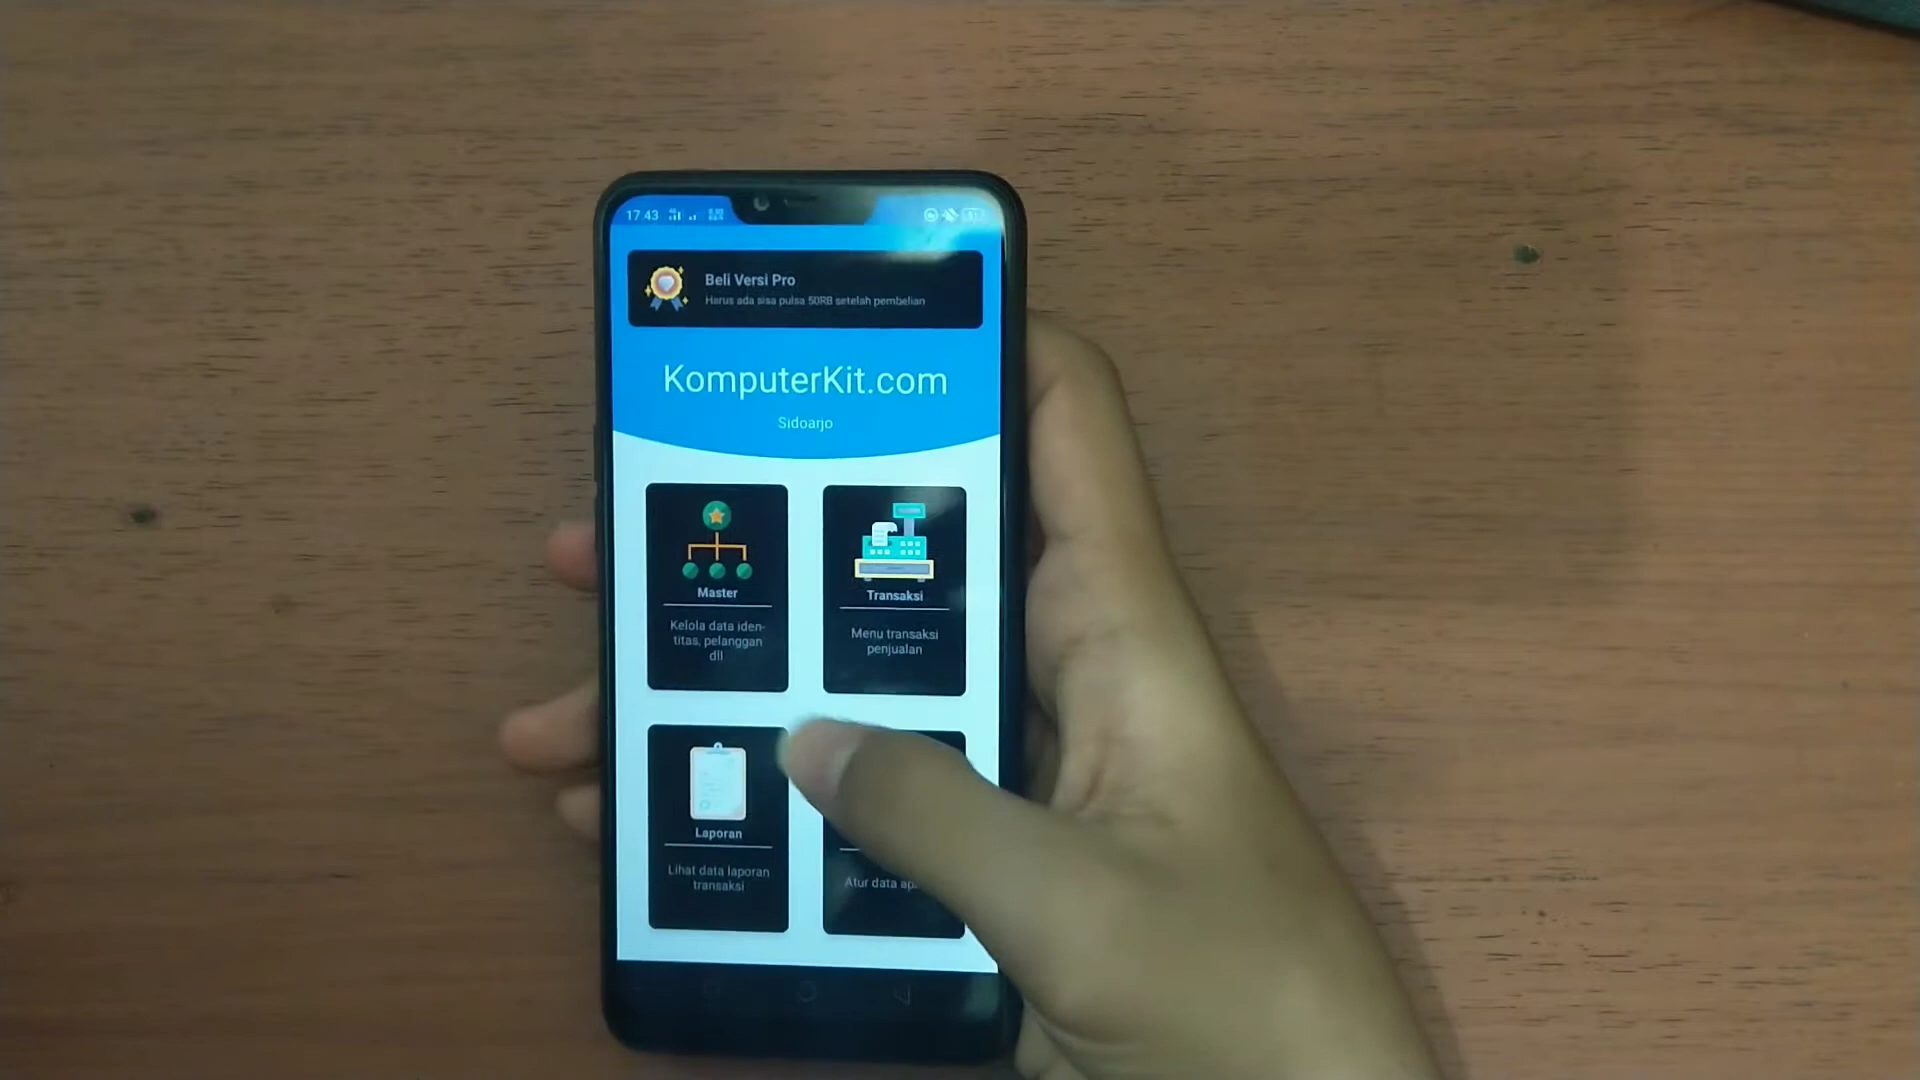 17.43
Beli Versi Pro
Harus ada sisa pulsa 50RB setelah pembelian
KomputerKit.com
Sidoarjo
Master
Kelola data iden-
titas, pelanggan
dll
Transaksi
Menu transaksi
penjualan
Laporan
Lihat data laporan
transaksi
Atur data